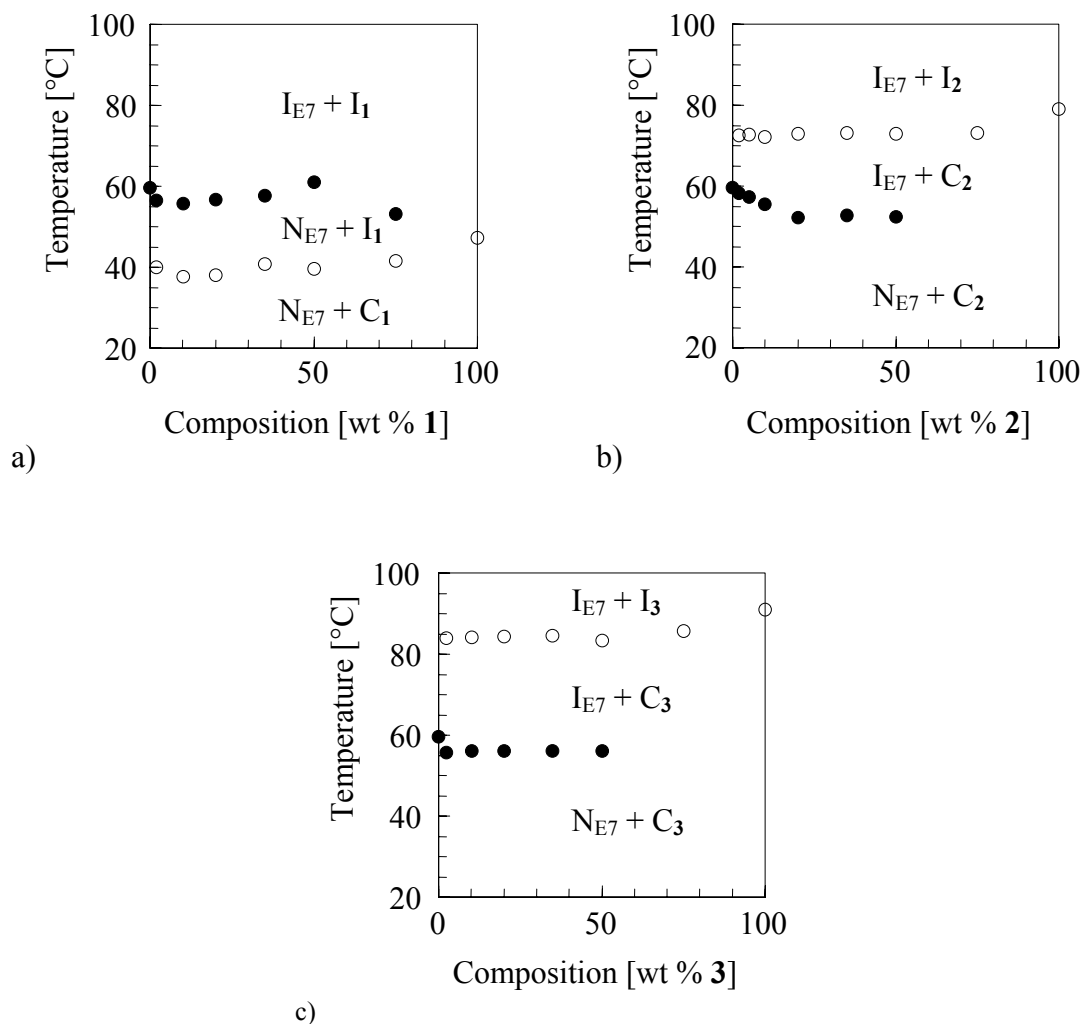 100
80
60
40
20
0
50
100
Temperature [°C]
I_E7 + I_1
N_E7 + I_1
N_E7 + C_1
Composition [wt % 1]
a)
100
80
60
40
20
0
50
100
Temperature [°C]
I_E7 + I_2
I_E7 + C_2
N_E7 + C_2
Composition [wt % 2]
b)
100
80
60
40
20
0
50
100
Temperature [°C]
I_E7 + I_3
I_E7 + C_3
N_E7 + C_3
Composition [wt % 3]
c)